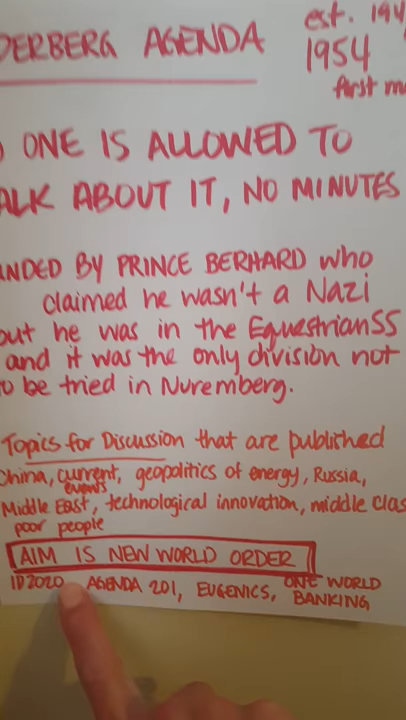 DERBERG AGENDA
est. 194
1954
first m
ONE IS ALLOWED TO
ALK ABOUT IT, NO MINUTES
NDED BY PRINCE BERHARD who
claimed he wasn't a Nazi
but he was in the EquestrianSS
and it was the only division not
o be tried in Nuremberg.
Topics for Discussion that are published
China, current events, geopolitics of energy, Russia,
Middle East, technological innovation, middle Clas
poor people
AIM IS NEW WORLD ORDER
ID2020 AGENDA 201, EUGENICS, ONE WORLD
BANKING